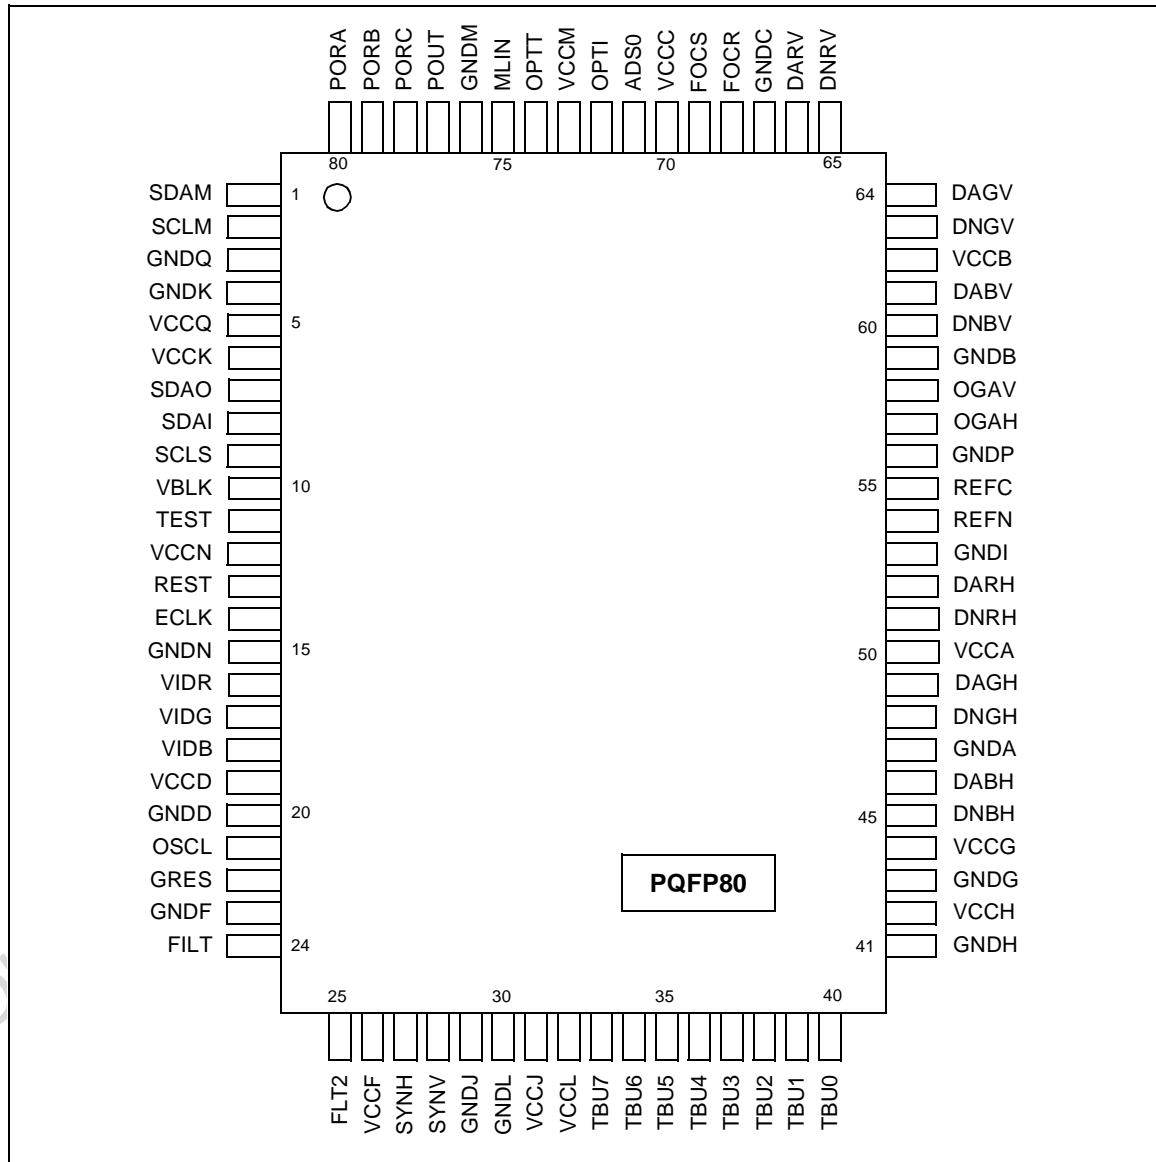 PORA PORB PORC POUT GNDM MLIN OPTT VCCM OPTI ADS0 VCCC FOCS FOCR GNDC DARV DNRV
80 75 70 65
SDAM 1 64 DAGV
SCLM DNGV
GNDQ VCCB
GNDK DABV
VCCQ 5 60 DNBV
VCCK GNDB
SDAO OGAV
SDAI OGAH
SCLS GNDP
VBLK 10 55 REFC
TEST REFN
VCCN GNDI
REST DARH
ECLK DNRH
GNDN 15 50 VCCA
VIDR DAGH
VIDG DNGH
VIDB GNDA
VCCD DABH
GNDD 20 45 DNBH
OSCL VCCG
GRES PQFP80 GNDG
GNDF VCCH
FILT 24 41 GNDH
25 30 35 40
FLT2 VCCF SYNH SYNV GNDJ GNDL VCCJ VCCL TBU7 TBU6 TBU5 TBU4 TBU3 TBU2 TBU1 TBU0